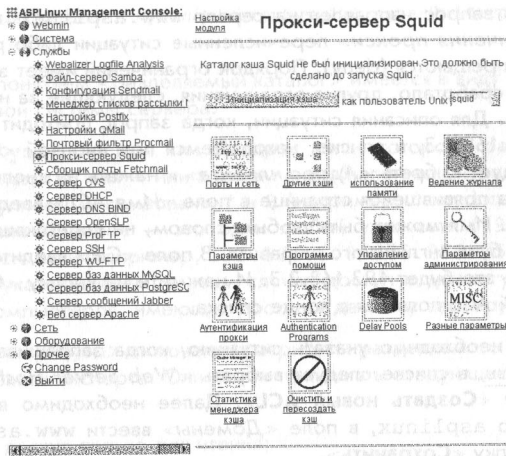 ASPLinux Management Console:
Webmin
Система
Службы
Webalizer Logfile Analysis
Файл-сервер Samba
Конфигурация Sendmail
Менеджер списков рассылки
Настройка Postfix
Настройки QMail
Почтовый фильтр Procmail
Прокси-сервер Squid
Сборщик почты Fetchmail
Сервер CVS
Сервер DHCP
Сервер DNS BIND
Сервер OpenSLP
Сервер ProFTP
Сервер SSH
Сервер WU-FTP
Сервер баз данных MySQL
Сервер баз данных PostgreSQ
Сервер сообщений Jabber
Веб сервер Apache
Сеть
Оборудование
Прочее
Change Password
Выйти
Настройка
модуля
Прокси-сервер Squid
Каталог кэша Squid не был инициализирован.Это должно быть
сделано до запуска Squid.
Инициализация кэша как пользователь Unix squid
Порты и сеть
Другие кэши
использование
памяти
Ведение журнала
Параметры
кэша
Программа
помощи
Управление
доступом
Параметры
администрирования
Аутентификация
прокси
Authentication
Programs
Delay Pools
MISC
Разные параметры
Статистика
менеджера
кэша
Очистить и
пересоздать
кэш